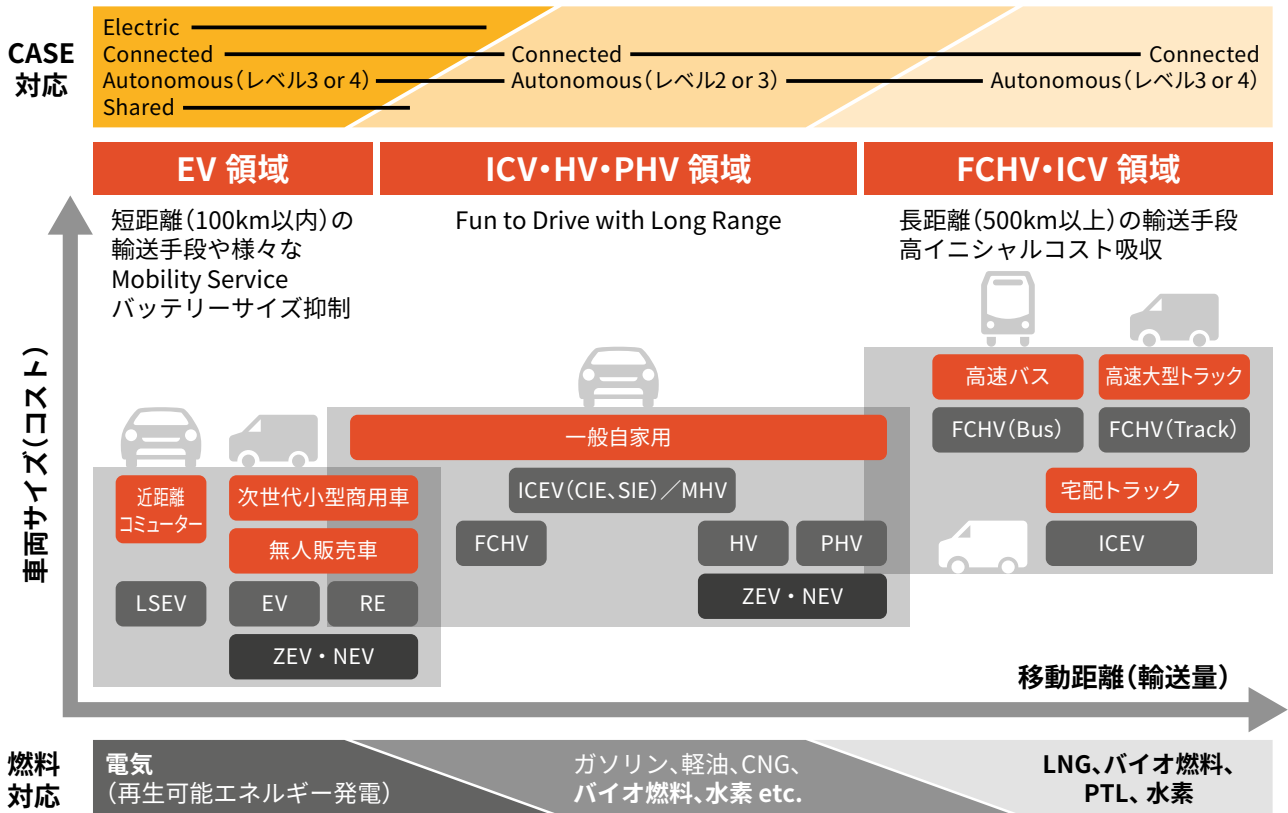 CASE
対応
Electric
Connected
Connected
Connected
Autonomous（レベル3 or 4）
Autonomous（レベル2 or 3）
Autonomous（レベル3 or 4）
Shared
EV 領域
ICV・HV・PHV 領域
FCHV・ICV 領域
短距離（100km以内）の
輸送手段や様々な
Mobility Service
バッテリーサイズ抑制
Fun to Drive with Long Range
長距離（500km以上）の輸送手段
高イニシャルコスト吸収
車両サイズ（コスト）
近距離
コミューター
次世代小型商用車
無人販売車
LSEV
EV
RE
ZEV・NEV
一般自家用
ICEV（CIE、SIE）／MHV
FCHV
HV
PHV
ZEV・NEV
高速バス
高速大型トラック
FCHV（Bus）
FCHV（Track）
宅配トラック
ICEV
移動距離（輸送量）
燃料
対応
電気
（再生可能エネルギー発電）
ガソリン、軽油、CNG、
バイオ燃料、水素 etc.
LNG、バイオ燃料、
PTL、水素